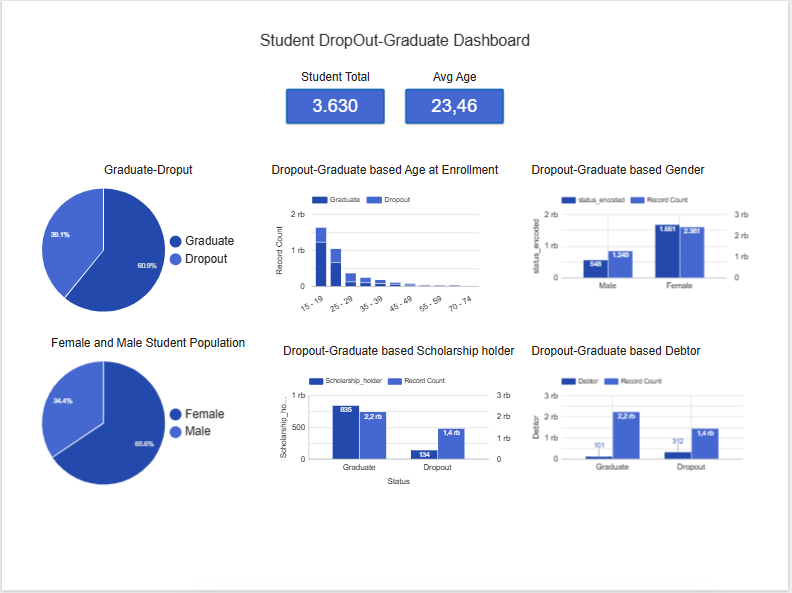 Student DropOut-Graduate Dashboard
Student Total
Avg Age
3.630
23,46
Graduate-Droput
39.1%
60.9%
Graduate
Dropout
Dropout-Graduate based Age at Enrollment
Graduate
Dropout
Record Count
2 rb
1 rb
0
15 - 19
25 - 29
35 - 39
45 - 49
55 - 59
70 - 74
Dropout-Graduate based Gender
status_encoded
Record Count
status_encoded
2 rb
1 rb
0
548
1.249
1.661
2.381
3 rb
2 rb
1 rb
0
Male
Female
Female and Male Student Population
34.4%
65.6%
Female
Male
Dropout-Graduate based Scholarship holder
Scholarship_holder
Record Count
Scholarship_ho...
1 rb
500
0
835
2,2 rb
134
1,4 rb
3 rb
2 rb
1 rb
0
Graduate
Dropout
Status
Dropout-Graduate based Debtor
Debtor
Record Count
Debtor
3 rb
2 rb
1 rb
0
101
2,2 rb
312
1,4 rb
Graduate
Dropout